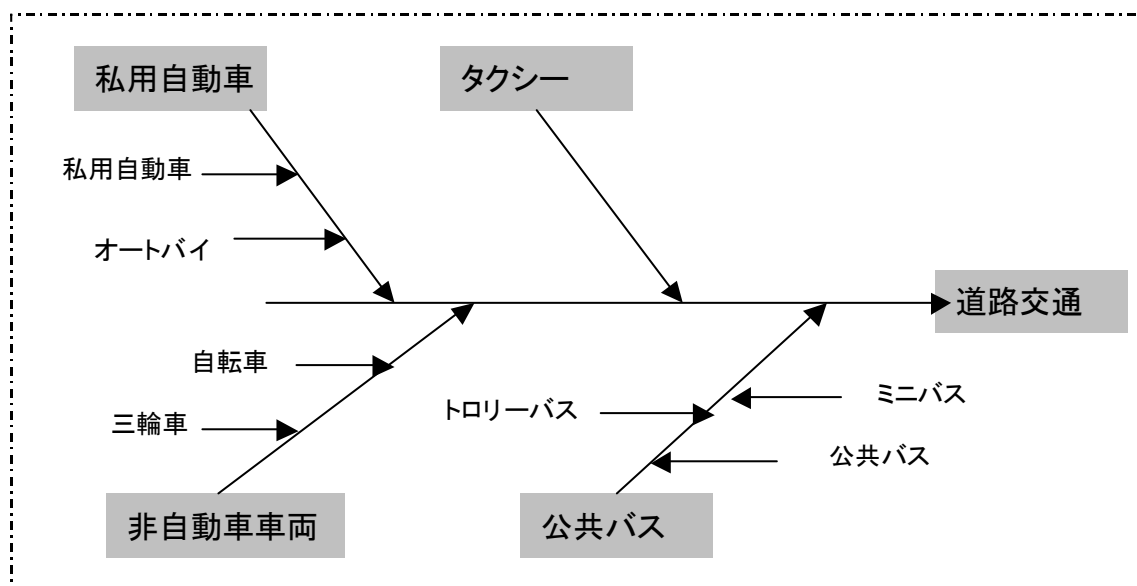 私用自動車
タクシー
私用自動車
オートバイ
道路交通
自転車
ミニバス
トロリーバス
三輪車
公共バス
非自動車車両
公共バス